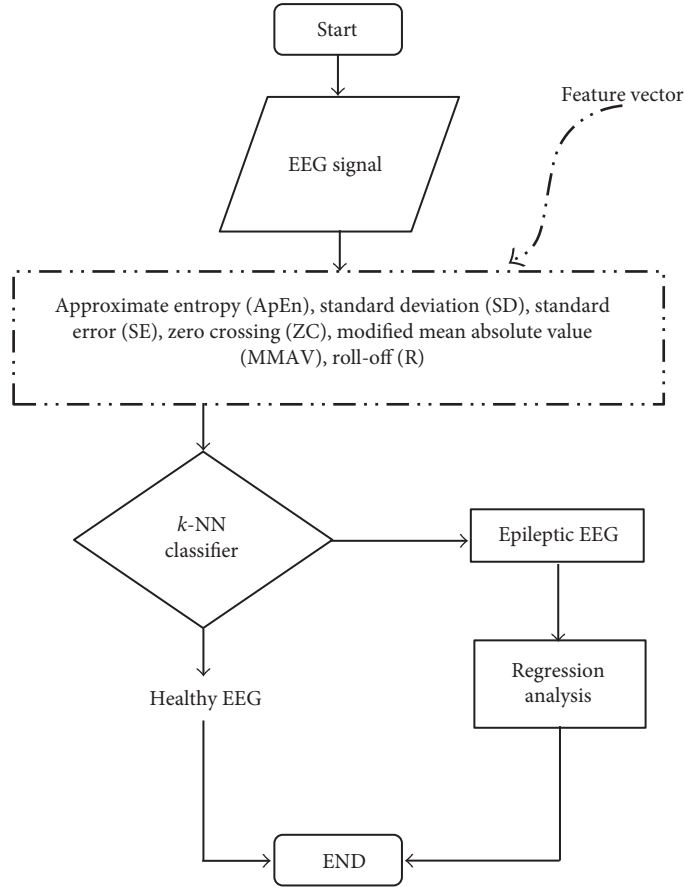 Start
Feature vector
EEG signal
Approximate entropy (ApEn), standard deviation (SD), standard
error (SE), zero crossing (ZC), modified mean absolute value
(MMAV), roll-off (R)
k-NN
classifier
Epileptic EEG
Regression
analysis
Healthy EEG
END